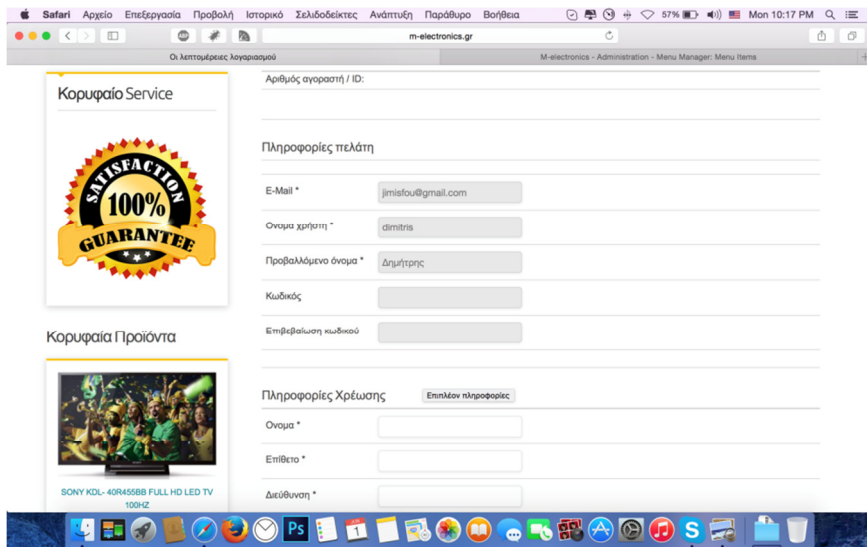 Safari Αρχείο Επεξεργασία Προβολή Ιστορικό Σελιδοδείκτες Ανάπτυξη Παράθυρο Βοήθεια 57% Mon 10:17 PM
m-electronics.gr
Οι λεπτομέρειες λογαριασμού M-electronics - Administration - Menu Manager: Menu Items
Κορυφαίο Service
SATISFACTION
100%
GUARANTEE
Κορυφαία Προϊόντα
SONY KDL- 40R455BB FULL HD LED TV
100HZ
Αριθμός αγοραστή / ID:
Πληροφορίες πελάτη
E-Mail * jimisfou@gmail.com
Όνομα χρήστη * dimitris
Προβαλλόμενο όνομα * Δημήτρης
Κωδικός
Επιβεβαίωση κωδικού
Πληροφορίες Χρέωσης Επιπλέον πληροφορίες
Όνομα *
Επίθετο *
Διεύθυνση *
Ps